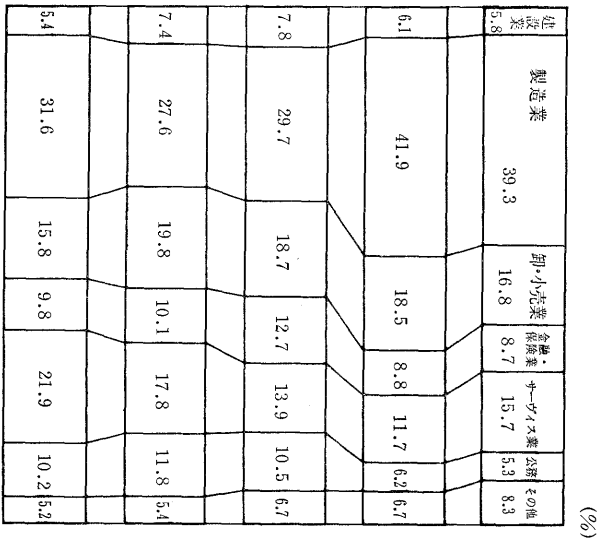 (%)
建設業 製造業 卸・小売業 金融・保険業 サーヴィス業 公務 その他
5.8 39.3 16.8 8.7 15.7 5.3 8.3
6.1 41.9 18.5 8.8 11.7 6.2 6.7
7.8 29.7 18.7 12.7 13.9 10.5 6.7
7.4 27.6 19.8 10.1 17.8 11.8 5.4
5.4 31.6 15.8 9.8 21.9 10.2 5.2